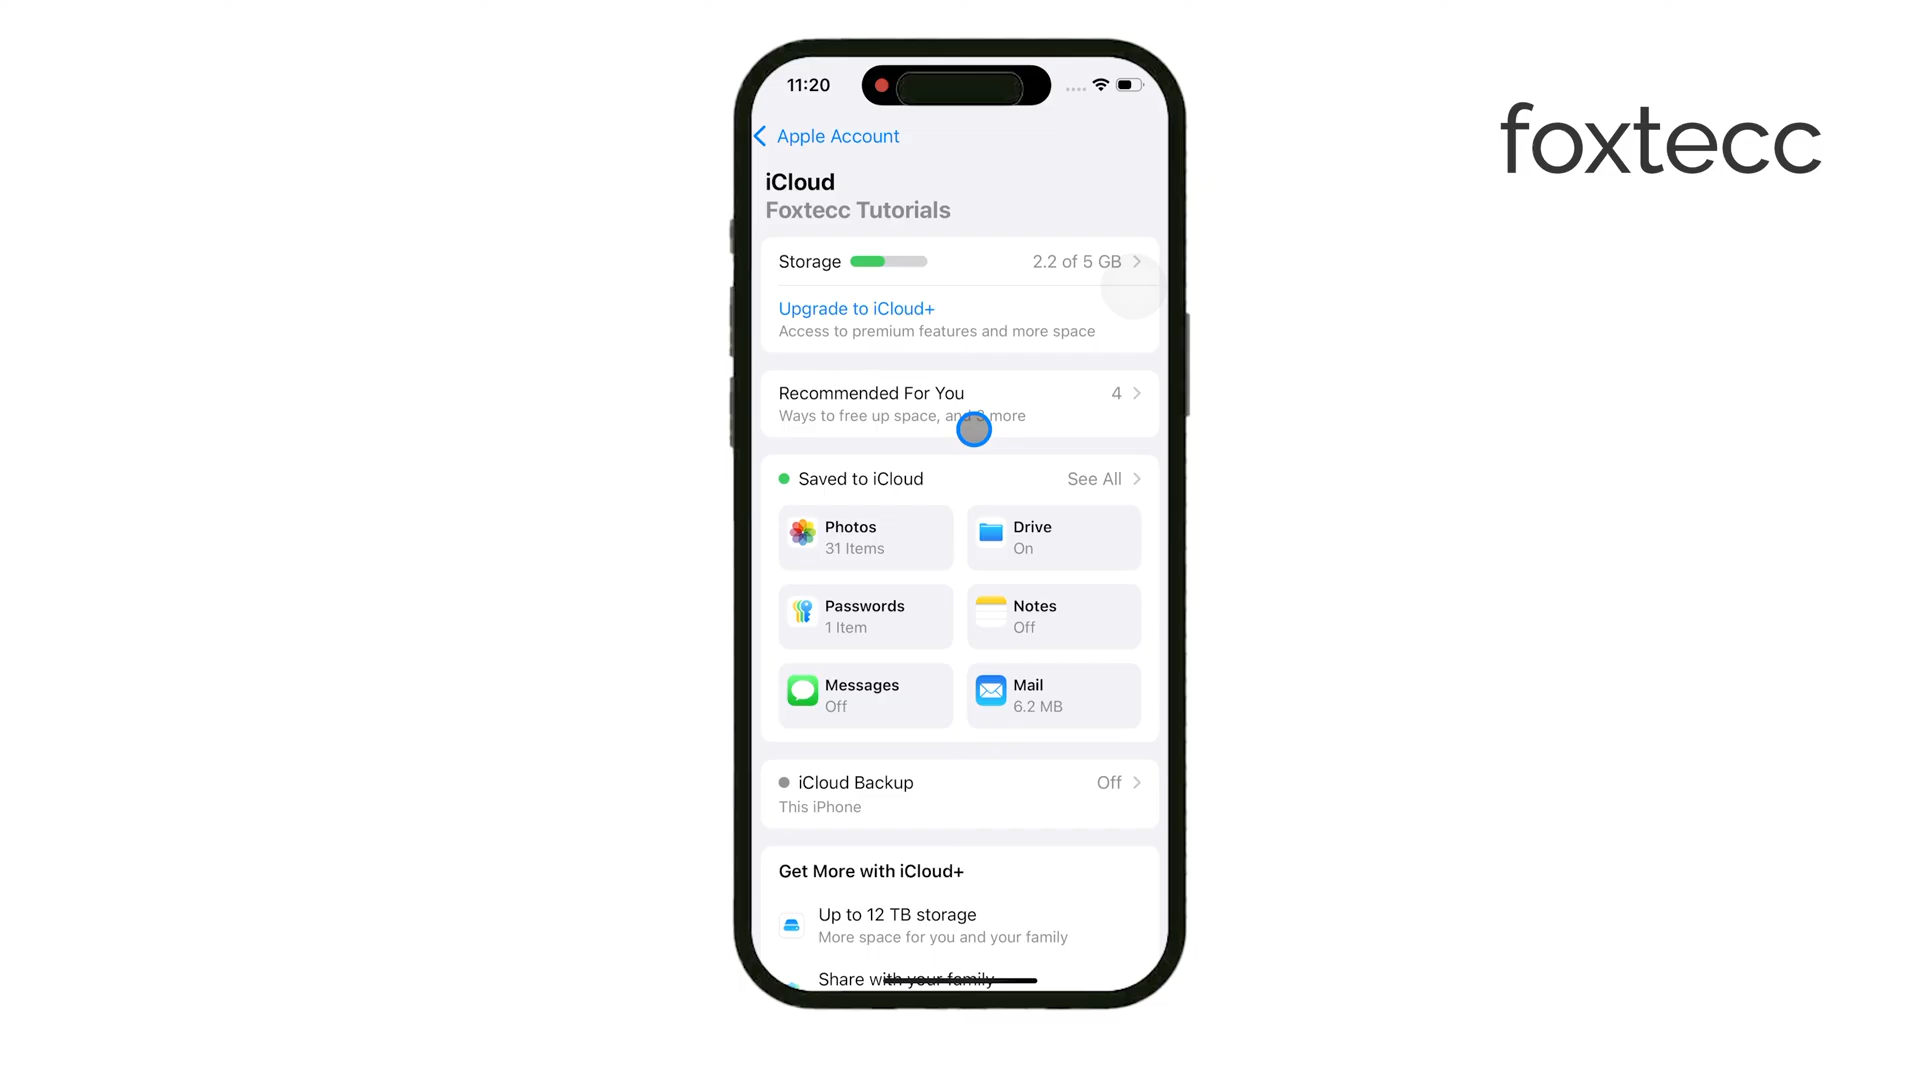 11:20
foxtecc
Apple Account
iCloud
Foxtecc Tutorials
Storage 2.2 of 5 GB
Upgrade to iCloud+
Access to premium features and more space
Recommended For You 4
Ways to free up space, and 3 more
Saved to iCloud See All
Photos
31 Items
Drive
On
Passwords
1 Item
Notes
Off
Messages
Off
Mail
6.2 MB
iCloud Backup Off
This iPhone
Get More with iCloud+
Up to 12 TB storage
More space for you and your family
Share with your family